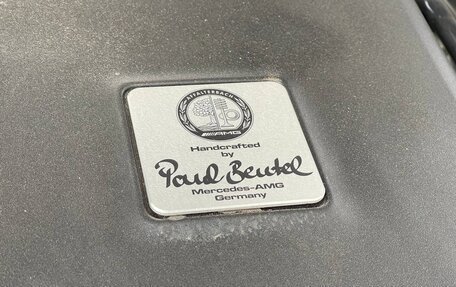 AFFALTERBACH
AMG
Handcrafted
by
Paul Beutel
Mercedes-AMG
Germany